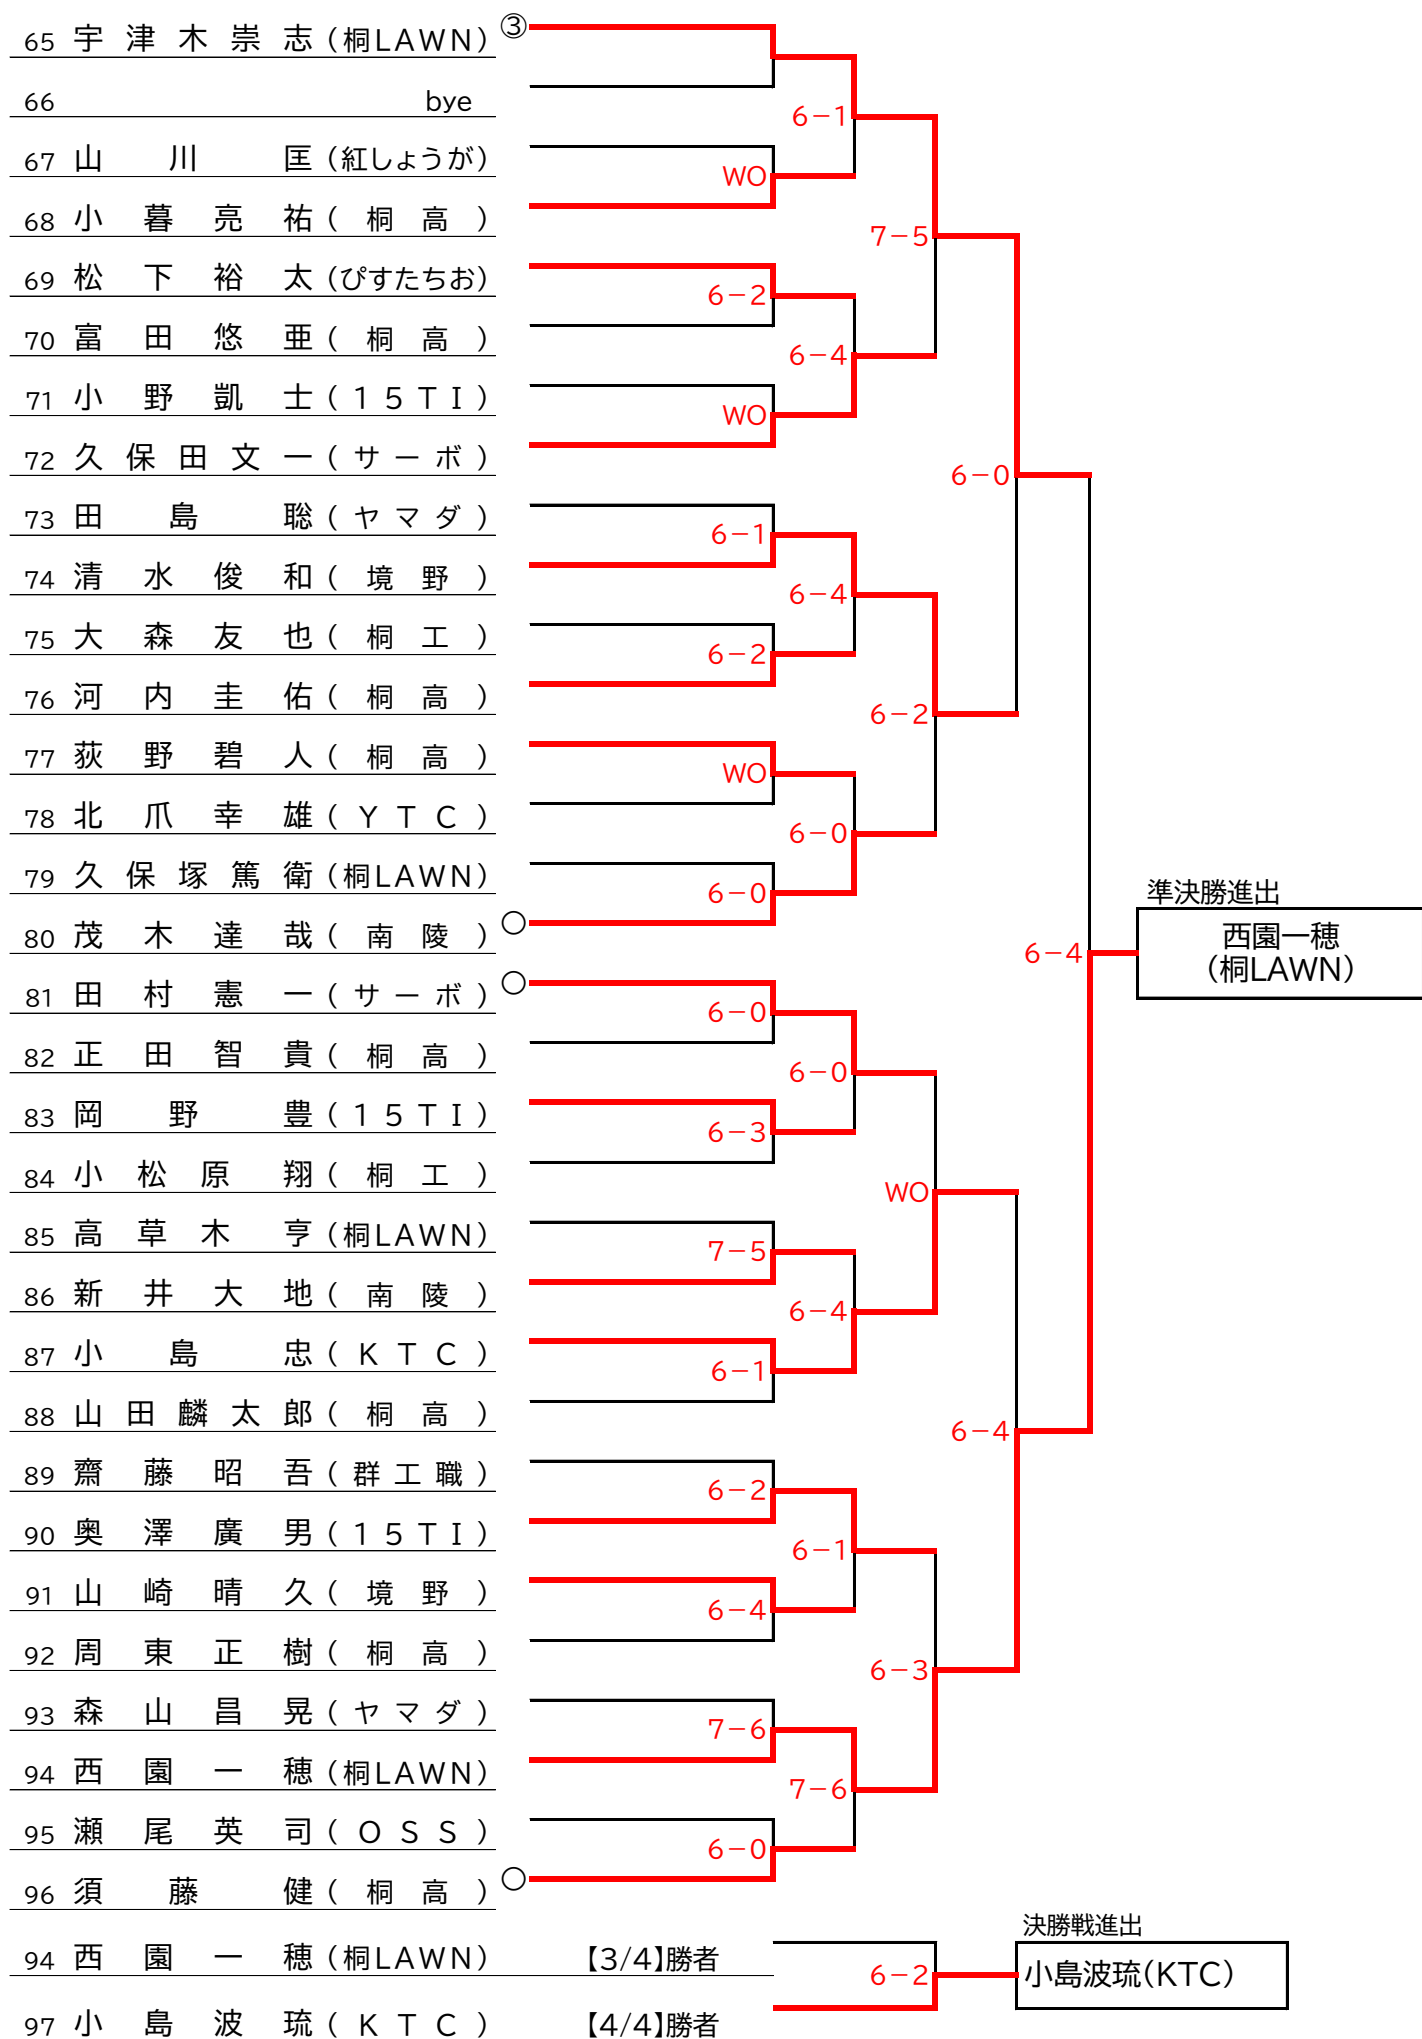 65 宇津木崇志(桐LAWN) ③
66 bye
6-1
67 山川匡(紅しょうが)
WO
68 小暮亮祐(桐高)
7-5
69 松下裕太(ぴすたちお)
6-2
70 富田悠亜(桐高)
6-4
71 小野凱士(15TI)
WO
72 久保田文一(サーボ)
6-0
73 田島聡(ヤマダ)
6-1
74 清水俊和(境野)
6-4
75 大森友也(桐工)
6-2
76 河内圭佑(桐高)
6-2
77 荻野碧人(桐高)
WO
78 北爪幸雄(YTC)
6-0
79 久保塚篤衛(桐LAWN)
6-0
80 茂木達哉(南陵) ○
準決勝進出
西園一穂
(桐LAWN)
6-4
81 田村憲一(サーボ) ○
6-0
82 正田智貴(桐高)
6-0
83 岡野豊(15TI)
6-3
84 小松原翔(桐工)
WO
85 高草木亨(桐LAWN)
7-5
86 新井大地(南陵)
6-4
87 小島忠(KTC)
6-1
88 山田麟太郎(桐高)
6-4
89 齋藤昭吾(群工職)
6-2
90 奥澤廣男(15TI)
6-1
91 山崎晴久(境野)
6-4
92 周東正樹(桐高)
6-3
93 森山昌晃(ヤマダ)
7-6
94 西園一穂(桐LAWN)
7-6
95 瀬尾英司(OSS)
6-0
96 須藤健(桐高) ○
決勝戦進出
94 西園一穂(桐LAWN) 【3/4】勝者
6-2 小島波琉(KTC)
97 小島波琉(KTC) 【4/4】勝者